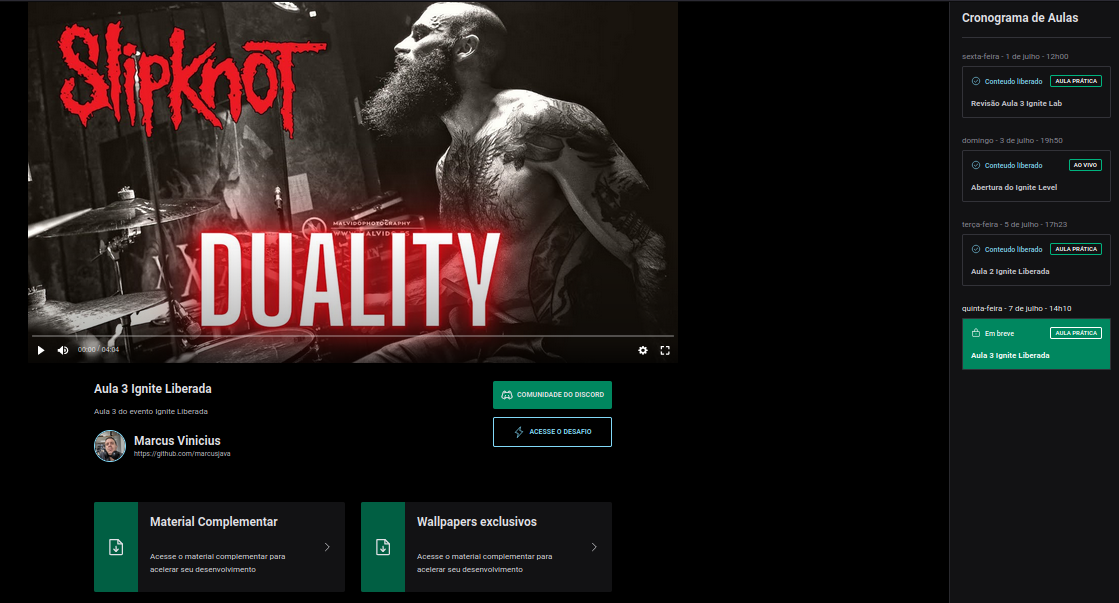 SlipknoT
MALVIDOPHOTOGRAPHY
DUALITY
00:00 / 04:04
Aula 3 Ignite Liberada
Aula 3 do evento Ignite Liberada
Marcus Vinicius
https://github.com/marcusjava
COMUNIDADE DO DISCORD
ACESSE O DESAFIO
Material Complementar
Acesse o material complementar para
acelerar seu desenvolvimento
Wallpapers exclusivos
Acesse o material complementar para
acelerar seu desenvolvimento
Cronograma de Aulas
sexta-feira - 1 de julho - 12h00
Conteudo liberado AULA PRÁTICA
Revisão Aula 3 Ignite Lab
domingo - 3 de julho - 19h50
Conteudo liberado AO VIVO
Abertura do Ignite Level
terça-feira - 5 de julho - 17h23
Conteudo liberado AULA PRÁTICA
Aula 2 Ignite Liberada
quinta-feira - 7 de julho - 14h10
Em breve AULA PRÁTICA
Aula 3 Ignite Liberada